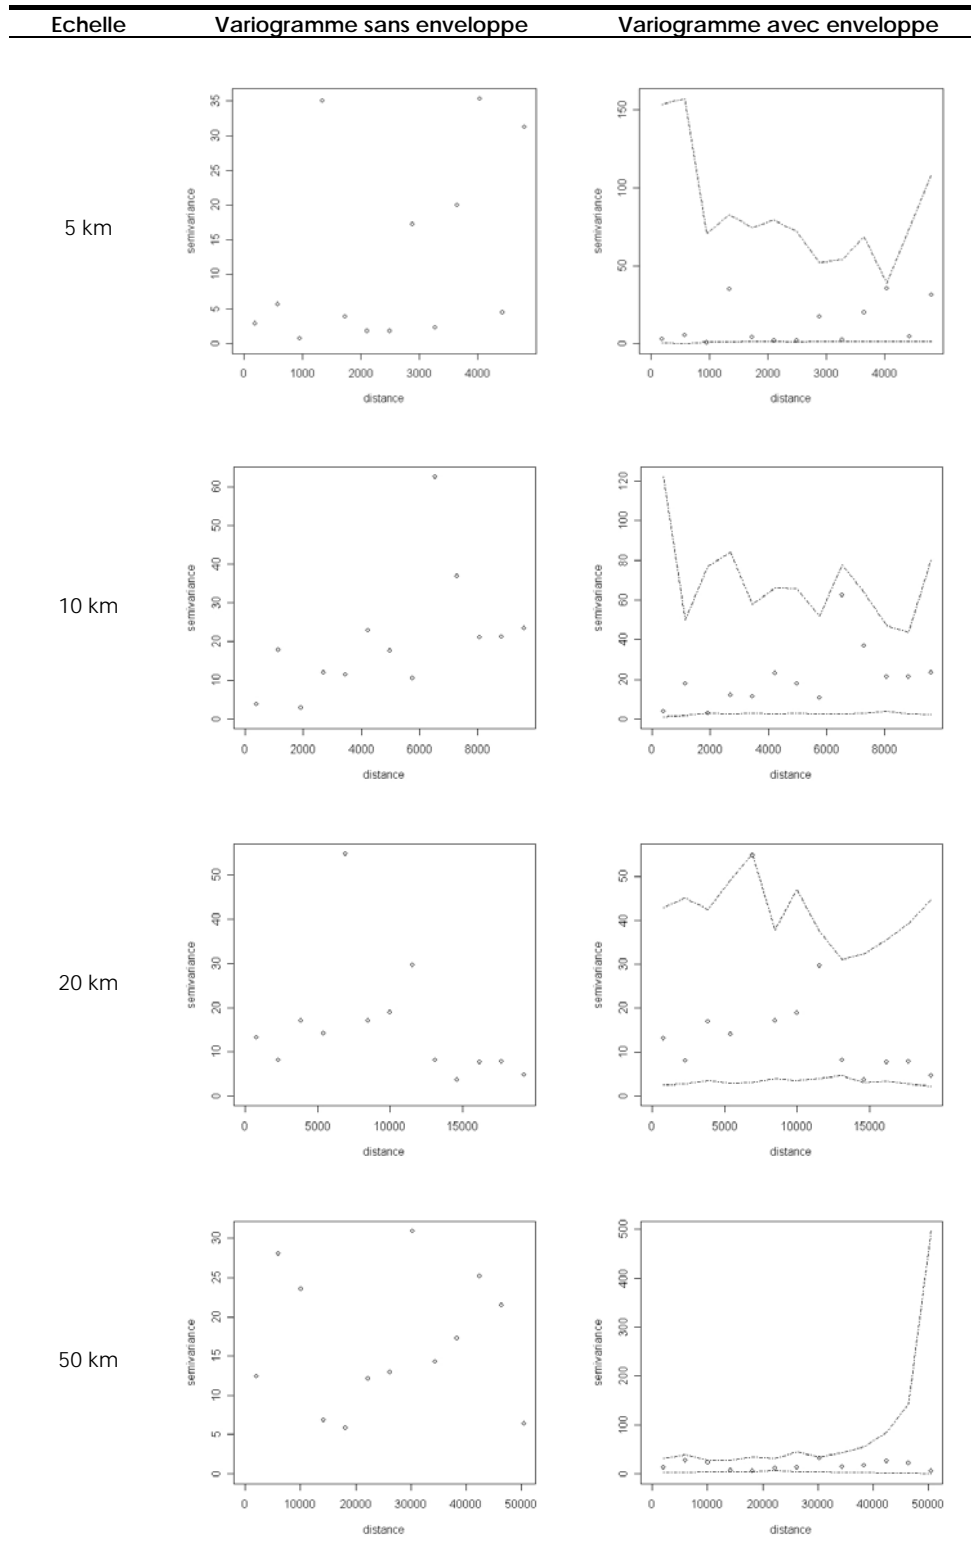 Echelle Variogramme sans enveloppe Variogramme avec enveloppe
5 km
semivariance
0 5 10 15 20 25 30 35
0 1000 2000 3000 4000
distance
semivariance
0 50 100 150
0 1000 2000 3000 4000
distance
10 km
semivariance
0 10 20 30 40 50 60
0 2000 4000 6000 8000
distance
semivariance
0 20 40 60 80 100 120
0 2000 4000 6000 8000
distance
20 km
semivariance
0 10 20 30 40 50
0 5000 10000 15000
distance
semivariance
0 10 20 30 40 50
0 5000 10000 15000
distance
50 km
semivariance
0 5 10 15 20 25 30
0 10000 20000 30000 40000 50000
distance
semivariance
0 100 200 300 400 500
0 10000 20000 30000 40000 50000
distance